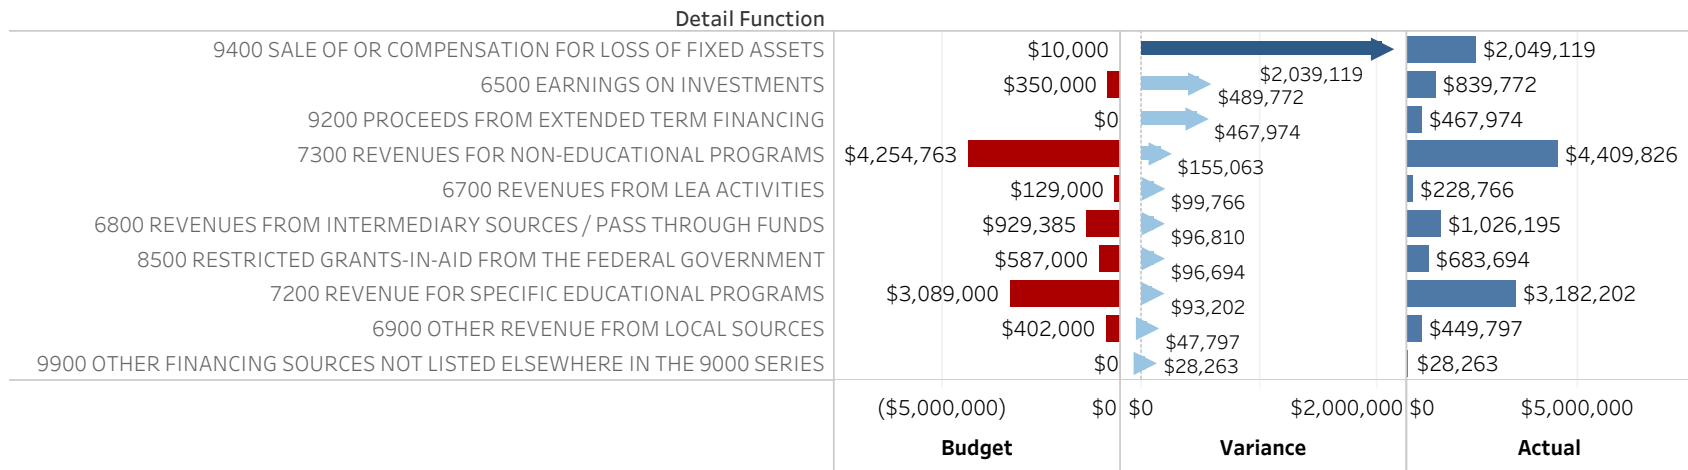 Detail Function
9400 SALE OF OR COMPENSATION FOR LOSS OF FIXED ASSETS $10,000 $2,039,119 $2,049,119
6500 EARNINGS ON INVESTMENTS $350,000 $489,772 $839,772
9200 PROCEEDS FROM EXTENDED TERM FINANCING $0 $467,974 $467,974
7300 REVENUES FOR NON-EDUCATIONAL PROGRAMS $4,254,763 $155,063 $4,409,826
6700 REVENUES FROM LEA ACTIVITIES $129,000 $99,766 $228,766
6800 REVENUES FROM INTERMEDIARY SOURCES / PASS THROUGH FUNDS $929,385 $96,810 $1,026,195
8500 RESTRICTED GRANTS-IN-AID FROM THE FEDERAL GOVERNMENT $587,000 $96,694 $683,694
7200 REVENUE FOR SPECIFIC EDUCATIONAL PROGRAMS $3,089,000 $93,202 $3,182,202
6900 OTHER REVENUE FROM LOCAL SOURCES $402,000 $47,797 $449,797
9900 OTHER FINANCING SOURCES NOT LISTED ELSEWHERE IN THE 9000 SERIES $0 $28,263 $28,263
($5,000,000) $0 $0 $2,000,000 $0 $5,000,000
Budget Variance Actual